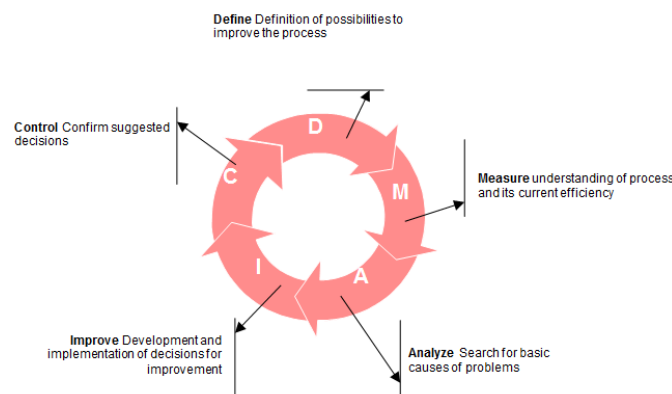 Define Definition of possibilities to
improve the process
D
Control Confirm suggested
decisions
C
M
Measure understanding of process
and its current efficiency
I
A
Improve Development and
implementation of decisions for
improvement
Analyze Search for basic
causes of problems